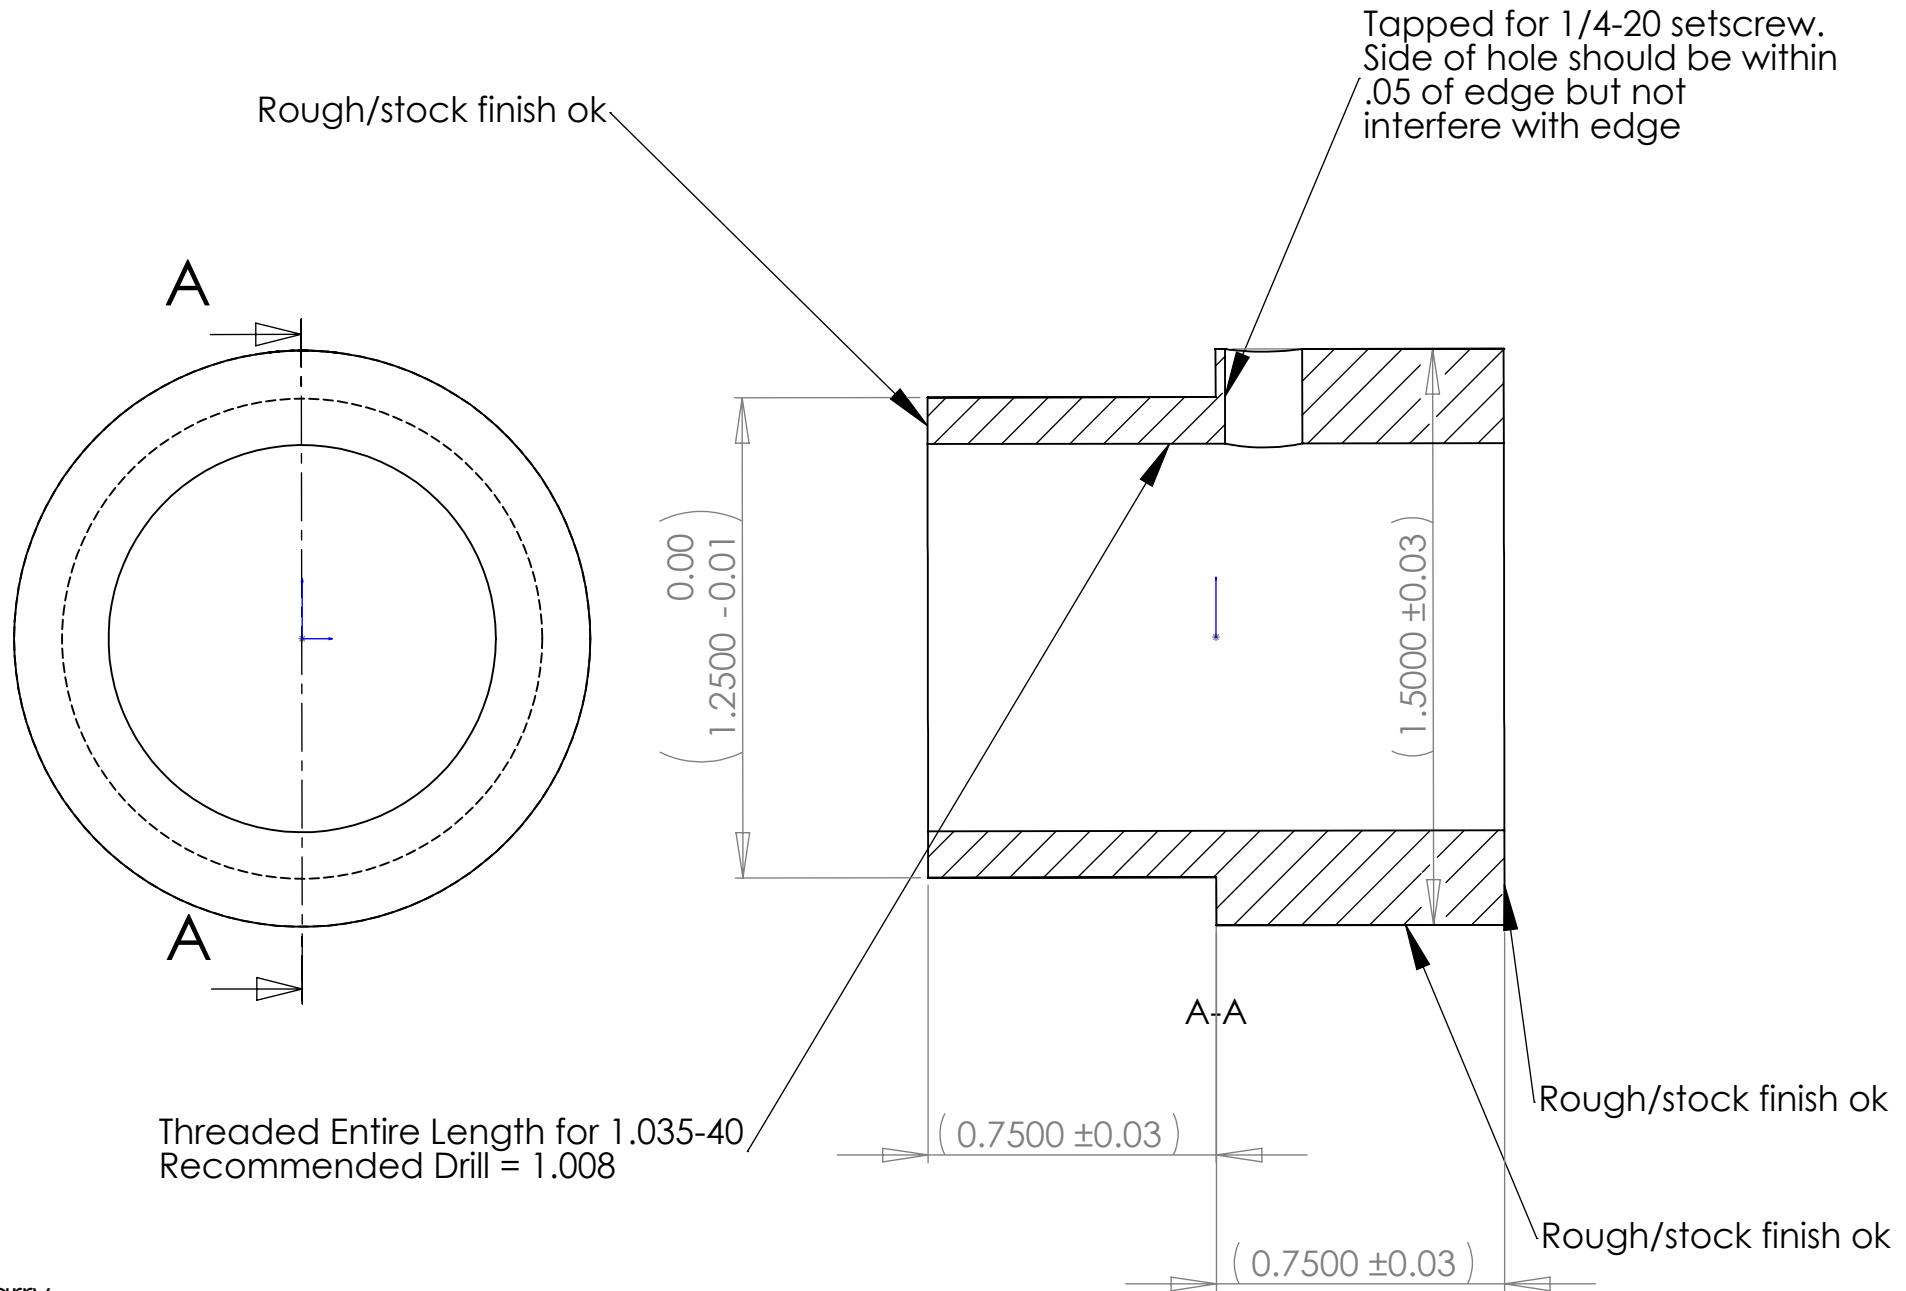 Tapped for 1/4-20 setscrew.
Side of hole should be within
.05 of edge but not
interfere with edge
Rough/stock finish ok
A
0.00
1.2500 -0.01
1.5000 ±0.03
A
A-A
Rough/stock finish ok
Threaded Entire Length for 1.035-40
Recommended Drill = 1.008
( 0.7500 ±0.03 )
Rough/stock finish ok
( 0.7500 ±0.03 )